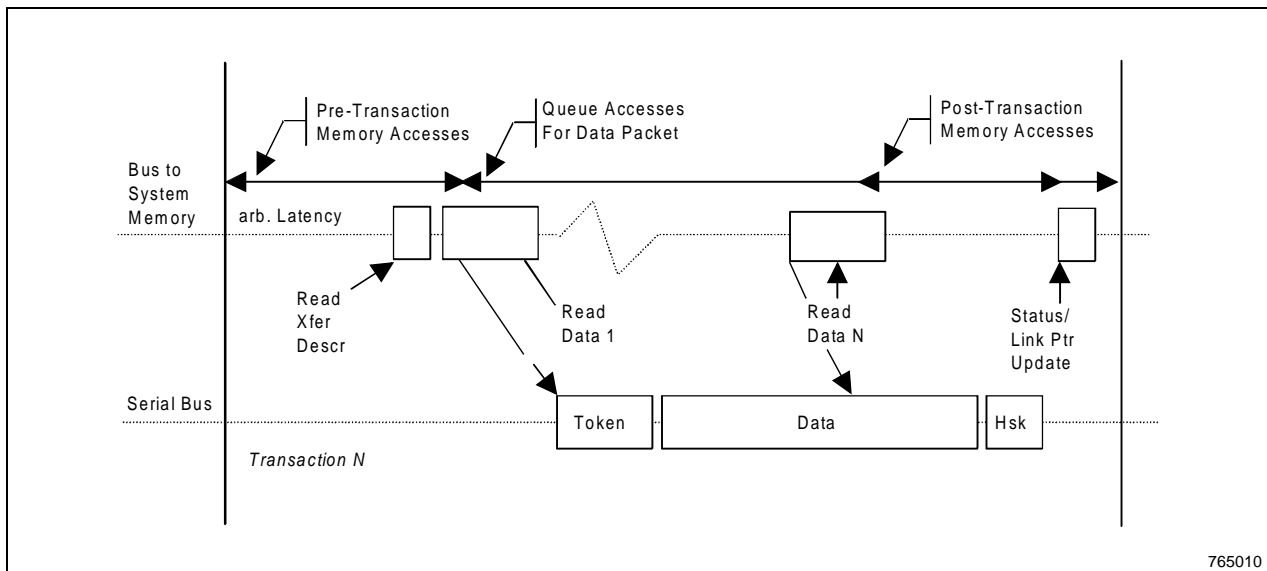 Pre-Transaction
Memory Accesses
Queue Accesses
For Data Packet
Post-Transaction
Memory Accesses
Bus to
System
Memory
arb. Latency
Read
Xfer
Descr
Read
Data 1
Read
Data N
Status/
Link Ptr
Update
Serial Bus
Token
Data
Hsk
Transaction N
765010